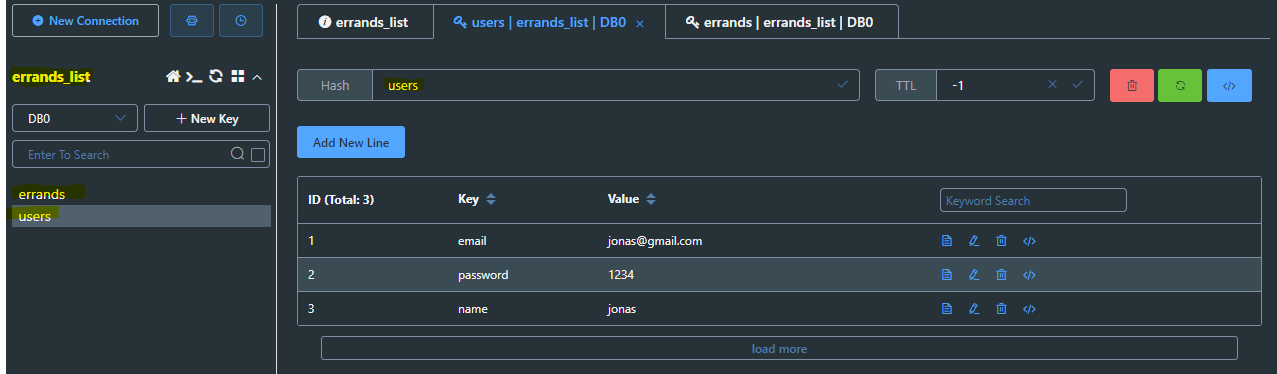 New Connection
errands_list
DB0
+ New Key
Enter To Search
errands
users
errands_list
users | errands_list | DB0 ×
errands | errands_list | DB0
Hash users
TTL -1
Add New Line
ID (Total: 3) Key Value Keyword Search
1 email jonas@gmail.com
2 password 1234
3 name jonas
load more